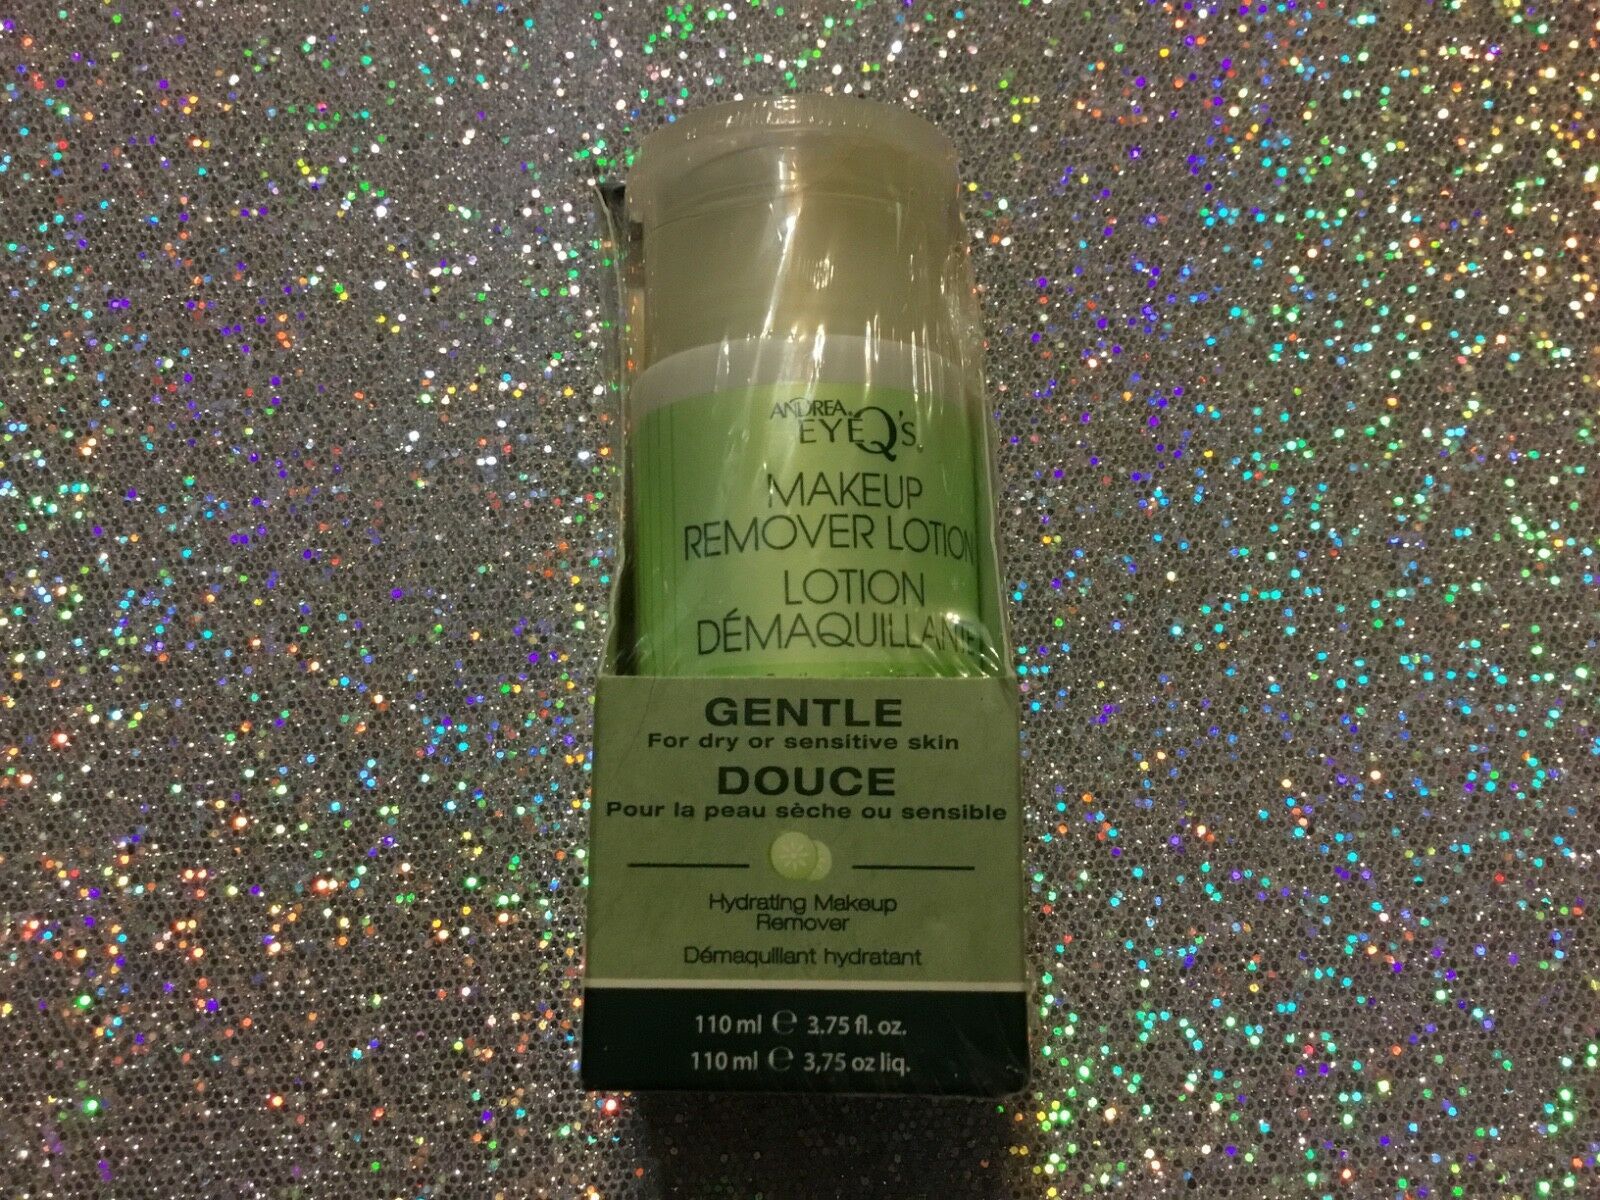 ANDREA®
EYEQ'S®
MAKEUP
REMOVER LOTION
LOTION
DÉMAQUILLANTE
GENTLE
For dry or sensitive skin
DOUCE
Pour la peau sèche ou sensible
Hydrating Makeup
Remover
Démaquillant hydratant
110 ml ℮ 3.75 fl. oz.
110 ml ℮ 3,75 oz liq.